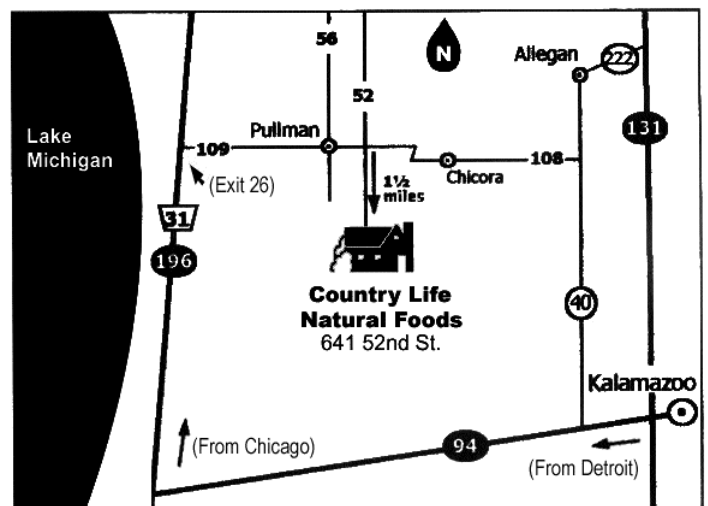 56
N
Allegan
222
52
Lake
Michigan
109
Pullman
131
108
Chicora
(Exit 26)
1½
miles
31
196
Country Life
Natural Foods
641 52nd St.
40
Kalamazoo
(From Chicago)
94
(From Detroit)